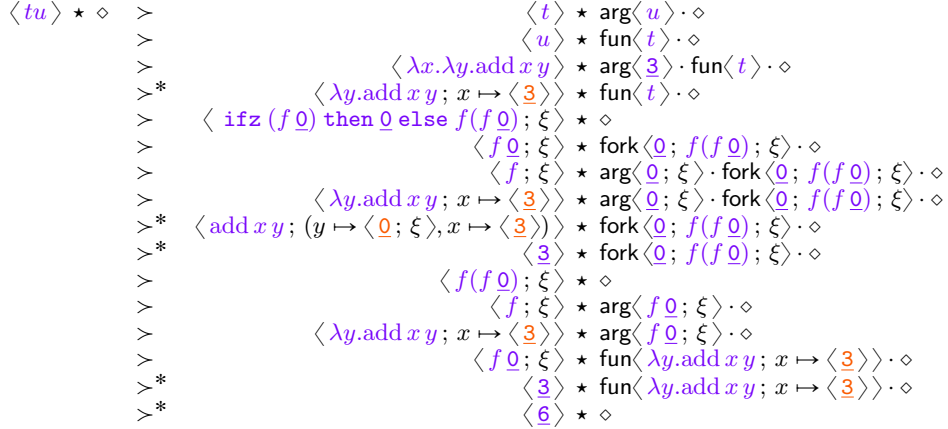 ⟨ tu ⟩ ⋆ ⋄ ≻ ⟨ t ⟩ ⋆ arg⟨ u ⟩ · ⋄
≻ ⟨ u ⟩ ⋆ fun⟨ t ⟩ · ⋄
≻ ⟨ λx.λy.add x y ⟩ ⋆ arg⟨ 3 ⟩ · fun⟨ t ⟩ · ⋄
≻* ⟨ λy.add x y ; x ↦ ⟨ 3 ⟩⟩ ⋆ fun⟨ t ⟩ · ⋄
≻ ⟨ ifz (f 0) then 0 else f(f 0) ; ξ ⟩ ⋆ ⋄
≻ ⟨ f 0 ; ξ ⟩ ⋆ fork⟨ 0 ; f(f 0) ; ξ ⟩ · ⋄
≻ ⟨ f ; ξ ⟩ ⋆ arg⟨ 0 ; ξ ⟩ · fork⟨ 0 ; f(f 0) ; ξ ⟩ · ⋄
≻ ⟨ λy.add x y ; x ↦ ⟨ 3 ⟩⟩ ⋆ arg⟨ 0 ; ξ ⟩ · fork⟨ 0 ; f(f 0) ; ξ ⟩ · ⋄
≻* ⟨ add x y ; (y ↦ ⟨ 0 ; ξ ⟩, x ↦ ⟨ 3 ⟩)⟩ ⋆ fork⟨ 0 ; f(f 0) ; ξ ⟩ · ⋄
≻* ⟨ 3 ⟩ ⋆ fork⟨ 0 ; f(f 0) ; ξ ⟩ · ⋄
≻ ⟨ f(f 0) ; ξ ⟩ ⋆ ⋄
≻ ⟨ f ; ξ ⟩ ⋆ arg⟨ f 0 ; ξ ⟩ · ⋄
≻ ⟨ λy.add x y ; x ↦ ⟨ 3 ⟩⟩ ⋆ arg⟨ f 0 ; ξ ⟩ · ⋄
≻ ⟨ f 0 ; ξ ⟩ ⋆ fun⟨ λy.add x y ; x ↦ ⟨ 3 ⟩⟩ · ⋄
≻* ⟨ 3 ⟩ ⋆ fun⟨ λy.add x y ; x ↦ ⟨ 3 ⟩⟩ · ⋄
≻* ⟨ 6 ⟩ ⋆ ⋄